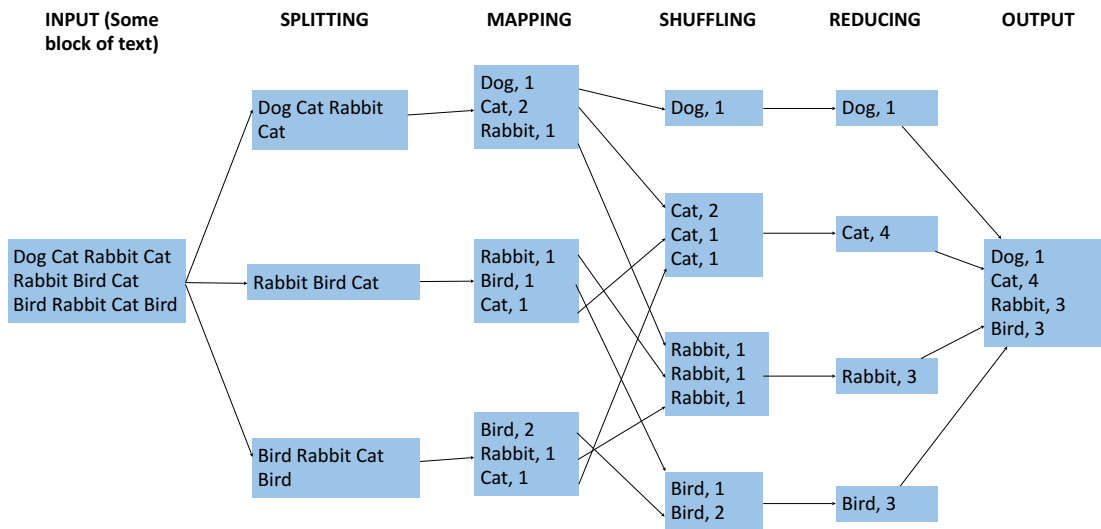 INPUT (Some
block of text)
SPLITTING
MAPPING
SHUFFLING
REDUCING
OUTPUT
Dog Cat Rabbit Cat
Rabbit Bird Cat
Bird Rabbit Cat Bird
Dog Cat Rabbit
Cat
Rabbit Bird Cat
Bird Rabbit Cat
Bird
Dog, 1
Cat, 2
Rabbit, 1
Rabbit, 1
Bird, 1
Cat, 1
Bird, 2
Rabbit, 1
Cat, 1
Dog, 1
Cat, 2
Cat, 1
Cat, 1
Rabbit, 1
Rabbit, 1
Rabbit, 1
Bird, 1
Bird, 2
Dog, 1
Cat, 4
Rabbit, 3
Bird, 3
Dog, 1
Cat, 4
Rabbit, 3
Bird, 3